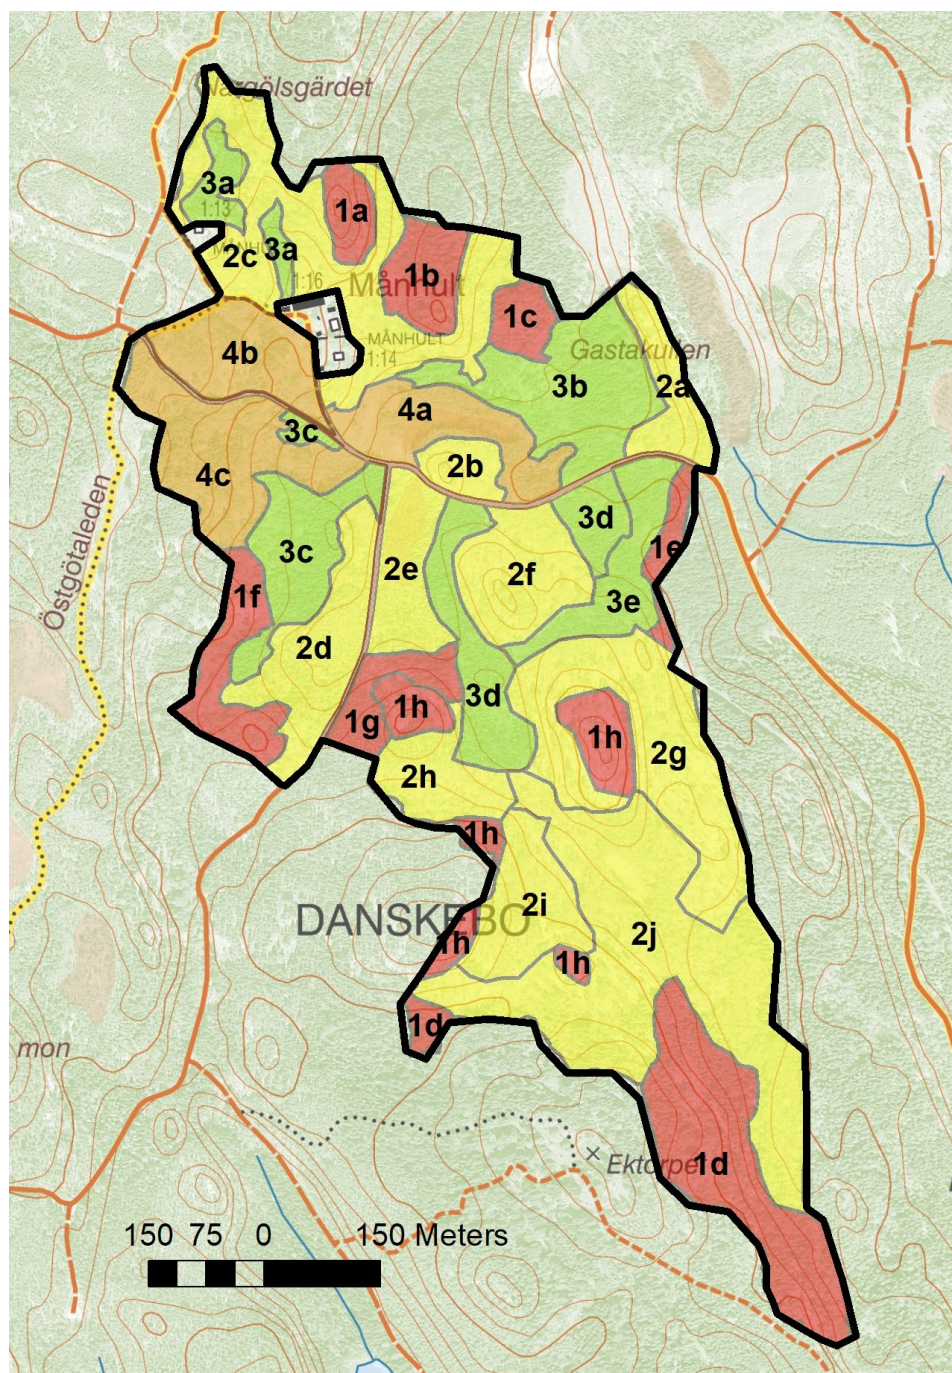 Östgötaleden
3a
1:13
1a
3a
2c
1b
1:16
Månhult
1c
MÅNHULT
1:14
Gastakullen
4b
3b
2a
4a
3c
2b
4c
3d
3c
2e
2f
1e
1f
3e
2d
3d
1h
1g
1h
2g
2h
1h
2i
2j
DANSKEBO
1h
1h
1d
mon
Ektorpet
1d
150 75 0 150 Meters